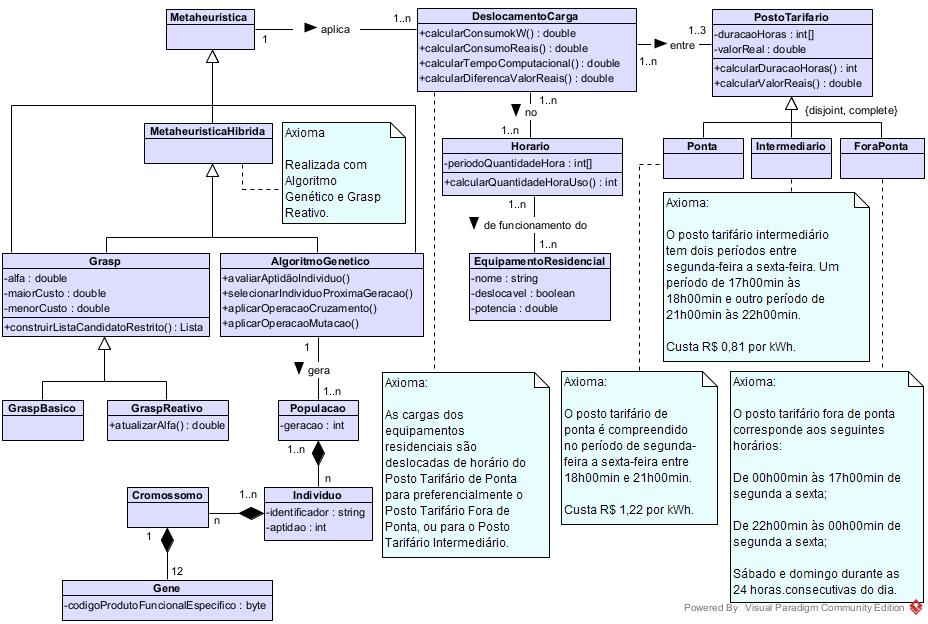 Metaheurística
1
aplica
1..n
DeslocamentoCarga
+calcularConsumokW() : double
+calcularConsumoReais() : double
+calcularTempoComputacional() : double
+calcularDiferencaValorReais() : double
1..n
entre
1..3
PostoTarifario
-duracaoHoras : int[]
-valorReal : double
+calcularDuracaoHoras() : int
+calcularValorReais() : double
{disjoint, complete}
1..n
no
1..n
MetaheuristicaHibrida
Axioma
Realizada com
Algoritmo
Genético e Grasp
Reativo.
Horario
-periodoQuantidadeHora : int[]
+calcularQuantidadeHoraUso() : int
Ponta
Intermediario
ForaPonta
1..n
de funcionamento do
1..n
Axioma:
O posto tarifário intermediário
tem dois períodos entre
segunda-feira a sexta-feira. Um
período de 17h00min às
18h00min e outro período de
21h00min às 22h00min.
Custa R$ 0,81 por kWh.
Grasp
-alfa : double
-maiorCusto : double
-menorCusto : double
+construirListaCandidatoRestrito() : Lista
AlgoritmoGenetico
+avaliarAptidãoIndividuo()
+selecionarIndividuoProximaGeracao()
+aplicarOperacaoCruzamento()
+aplicarOperacaoMutacao()
EquipamentoResidencial
-nome : string
-deslocavel : boolean
-potencia : double
1
gera
1..n
GraspBasico
GraspReativo
+atualizarAlfa() : double
Populacao
-geracao : int
1..n
n
Axioma:
As cargas dos
equipamentos
residenciais são
deslocadas de horário do
Posto Tarifário de Ponta
para preferencialmente o
Posto Tarifário Fora de
Ponta, ou para o Posto
Tarifário Intermediário.
Axioma:
O posto tarifário de
ponta é compreendido
no período de segunda-
feira a sexta-feira entre
18h00min e 21h00min.
Custa R$ 1,22 por kWh.
Axioma:
O posto tarifário fora de ponta
corresponde aos seguintes
horários:
De 00h00min às 17h00min de
segunda a sexta;
De 22h00min às 00h00min de
segunda a sexta;
Sábado e domingo durante as
24 horas.consecutivas do dia.
Cromossomo
n
1..n
Individuo
-identificador : string
-aptidao : int
1
12
Gene
-codigoProdutoFuncionalEspecifico : byte
Powered By: Visual Paradigm Community Edition